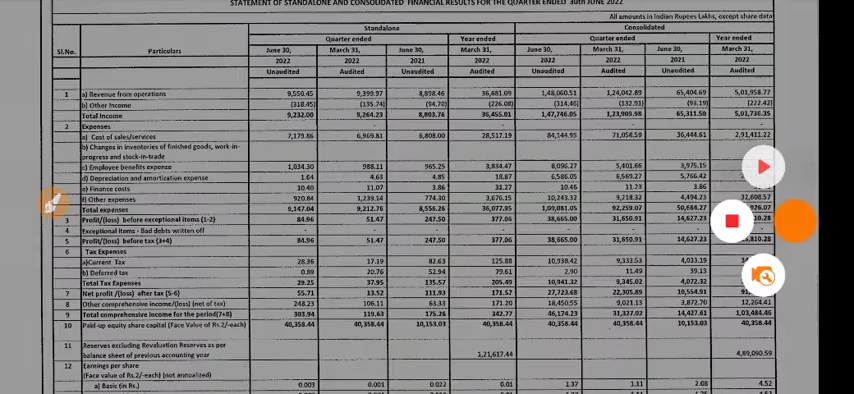 STATEMENT OF STANDALONE AND CONSOLIDATED FINANCIAL RESULTS FOR THE QUARTER ENDED 30th JUNE 2022
All amounts in Indian Rupees Lakhs, except share data
Standalone Consolidated
Quarter ended Year ended Quarter ended Year ended
Sl.No. Particulars June 30, March 31, June 30, March 31, June 30, March 31, June 30, March 31,
2022 2022 2021 2022 2022 2022 2021 2022
Unaudited Audited Unaudited Audited Unaudited Audited Unaudited Audited
1 a) Revenue from operations 9,550.45 9,399.97 8,898.46 36,681.09 1,48,060.51 1,24,042.89 65,404.69 5,01,958.77
b) Other Income (318.45) (135.74) (94.70) (226.08) (314.46) (132.91) (93.19) (222.42)
Total Income 9,232.00 9,264.23 8,803.76 36,455.01 1,47,746.05 1,23,909.98 65,311.50 5,01,736.35
2 Expenses
a) Cost of sales/services 7,179.86 6,969.81 6,808.00 28,517.19 84,144.95 71,058.59 36,444.61 2,91,411.22
b) Changes in inventories of finished goods, work-in-
progress and stock-in-trade - - - - - - - -
c) Employee benefits expense 1,034.30 988.11 965.25 3,834.47 8,096.27 5,401.66 3,975.15
d) Depreciation and amortization expense 1.64 4.63 4.85 18.87 6,586.05 6,569.27 5,766.42
e) Finance costs 10.40 11.07 3.86 31.27 10.46 11.23 3.86
f) Other expenses 920.84 1,239.14 774.30 3,676.15 10,243.32 9,218.32 4,494.23 32,608.57
Total expenses 9,147.04 9,212.76 8,556.26 36,077.95 1,09,081.05 92,259.07 50,684.27
3 Profit/(loss) before exceptional items (1-2) 84.96 51.47 247.50 377.06 38,665.00 31,650.91 14,627.23
4 Exceptional Items - Bad debts written off - - - - - - -
5 Profit/(loss) before tax (3+4) 84.96 51.47 247.50 377.06 38,665.00 31,650.91 14,627.23
6 Tax Expenses
a)Current Tax 28.36 17.19 82.63 125.88 10,938.42 9,333.53 4,033.19
b) Deferred tax 0.89 20.76 52.94 79.61 2.90 11.49 39.13
Total Tax Expenses 29.25 37.95 135.57 205.49 10,941.32 9,345.02 4,072.32
7 Net profit /(loss) after tax (5-6) 55.71 13.52 111.93 171.57 27,723.68 22,305.89 10,554.91
8 Other comprehensive income/(loss) (net of tax) 248.23 106.11 63.33 171.20 18,450.55 9,021.13 3,872.70 12,264.41
9 Total comprehensive income for the period(7+8) 303.94 119.63 175.26 342.77 46,174.23 31,327.02 14,427.61 1,03,484.46
10 Paid-up equity share capital (Face Value of Rs.2/-each) 40,358.44 40,358.44 10,153.03 40,358.44 40,358.44 40,358.44 10,153.03 40,358.44
11 Reserves excluding Revaluation Reserves as per
balance sheet of previous accounting year 1,21,617.44 4,89,090.59
12 Earnings per share
(Face value of Rs.2/-each) (not annualized)
a) Basic (in Rs.) 0.003 0.001 0.022 0.01 1.37 1.11 2.08 4.52